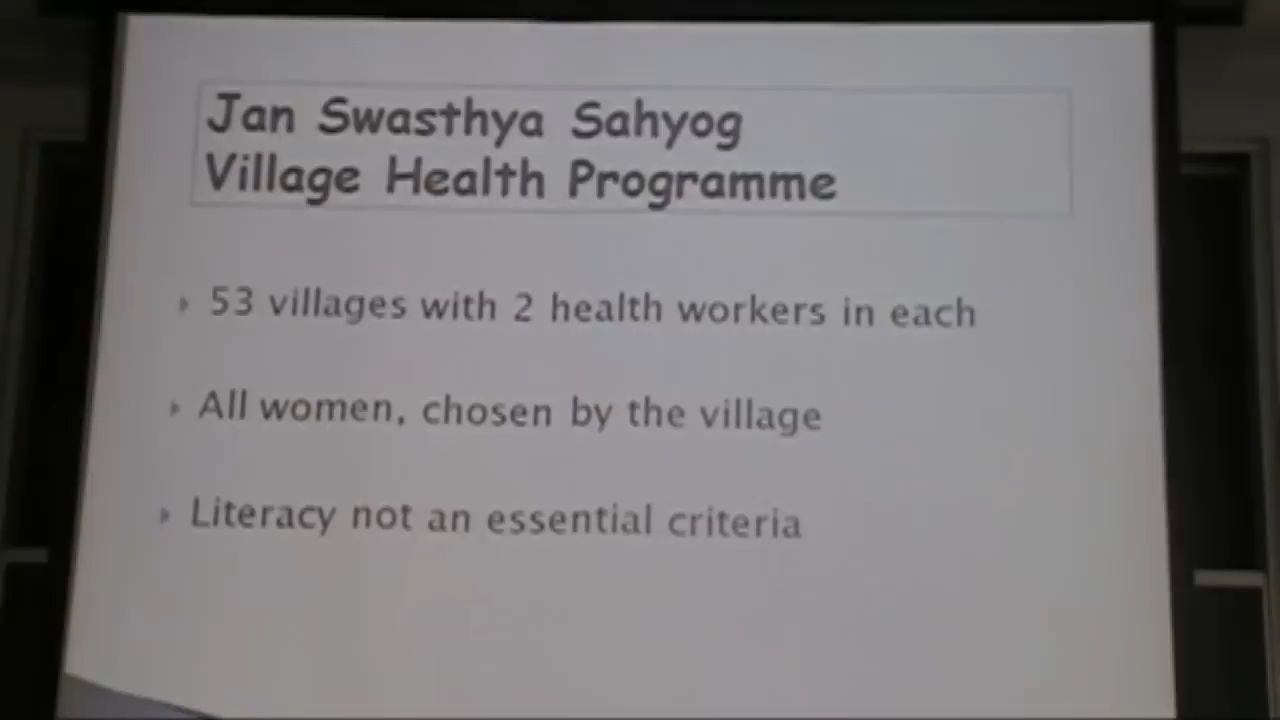 Jan Swasthya Sahyog
Village Health Programme
53 villages with 2 health workers in each
All women, chosen by the village
Literacy not an essential criteria